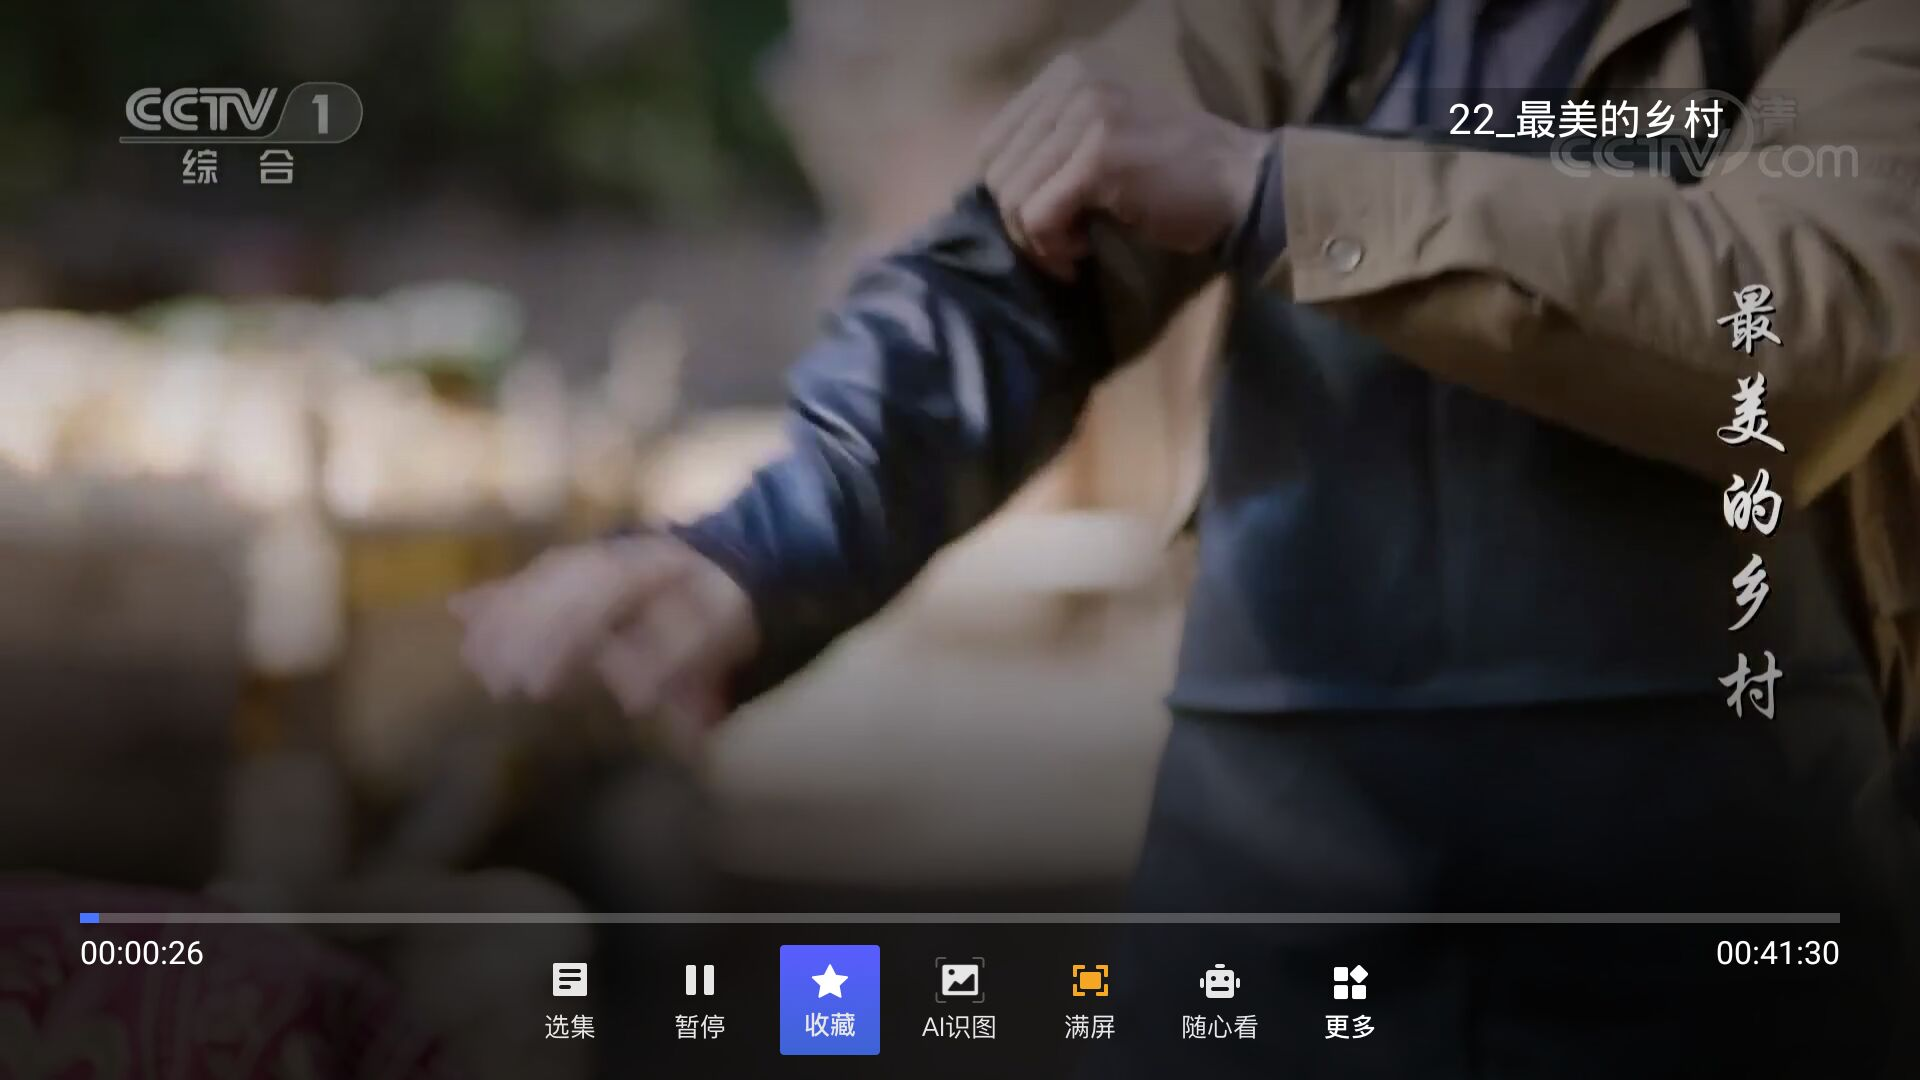 CCTV 1
综 合
22_最美的乡村
CCTV com
最美的乡村
00:00:26
00:41:30
选集
暂停
收藏
AI识图
满屏
随心看
更多